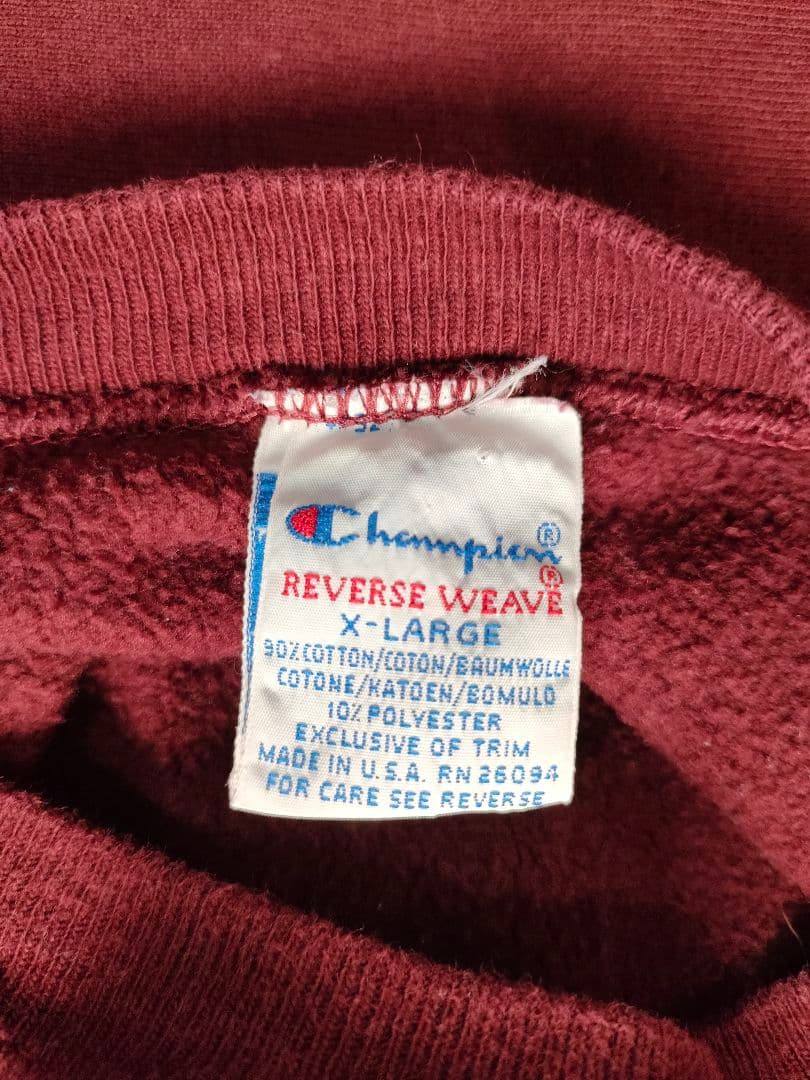 Champion®
REVERSE WEAVE®
X-LARGE
90% COTTON/COTON/BAUMWOLLE
COTONE/KATOEN/BOMULD
10% POLYESTER
EXCLUSIVE OF TRIM
MADE IN U.S.A. RN 26094
FOR CARE SEE REVERSE